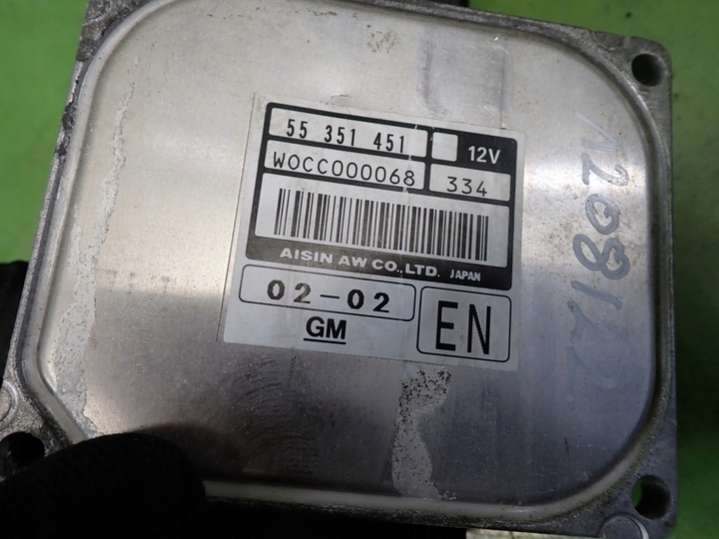 55 351 451 12V
W0CC000068 334
AISIN AW CO.,LTD. JAPAN
02-02 EN
GM